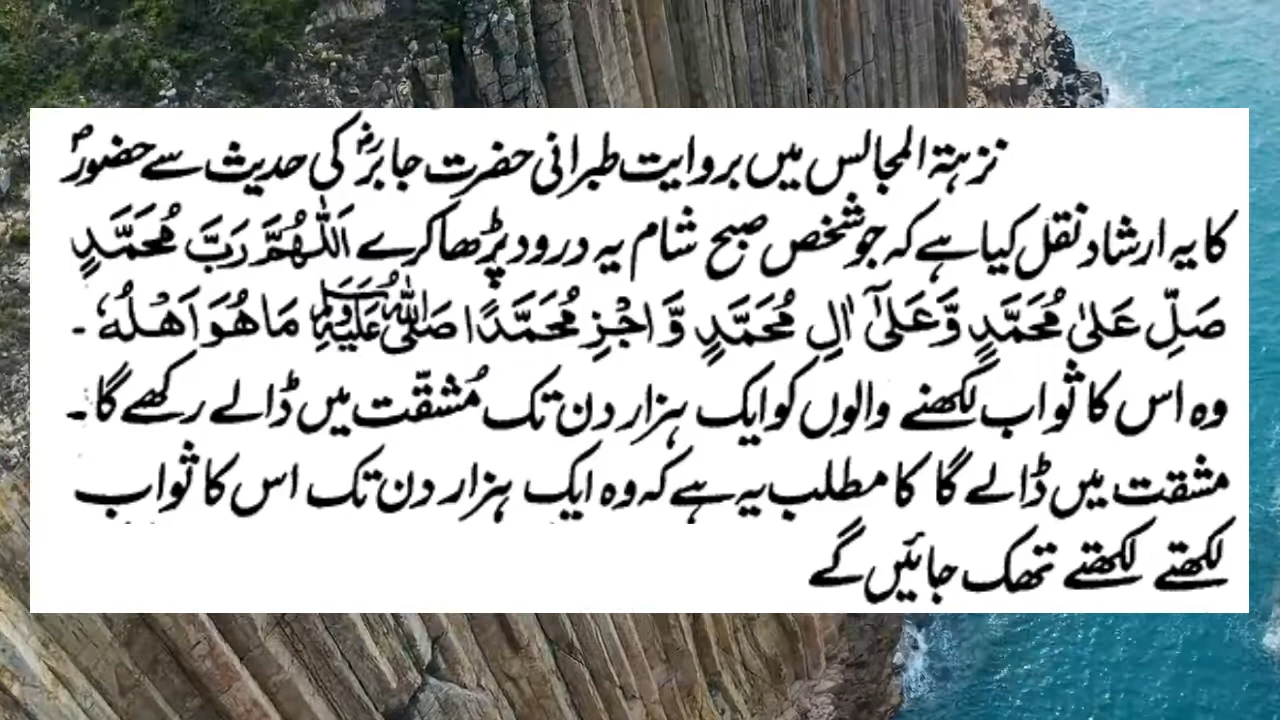 نزہۃ المجالس میں بروایت طبرانی حضرت جابرؓ کی حدیث سے حضورؐ
کا یہ ارشاد نقل کیا ہے کہ جو شخص صبح شام یہ درود پڑھا کرے اَللّٰهُمَّ رَبَّ مُحَمَّدٍ
صَلِّ عَلٰی مُحَمَّدٍ وَّعَلٰٓی اٰلِ مُحَمَّدٍ وَّ اجْزِ مُحَمَّدًا صَلَّی اللّٰهُ عَلَیْهِ وَسَلَّمَ مَا هُوَ اَهْلُهٗ ۔
وہ اس کا ثواب لکھنے والوں کو ایک ہزار دن تک مُشقّت میں ڈالے رکھے گا ۔
مشقت میں ڈالے گا کا مطلب یہ ہے کہ وہ ایک ہزار دن تک اس کا ثواب
لکھتے لکھتے تھک جائیں گے